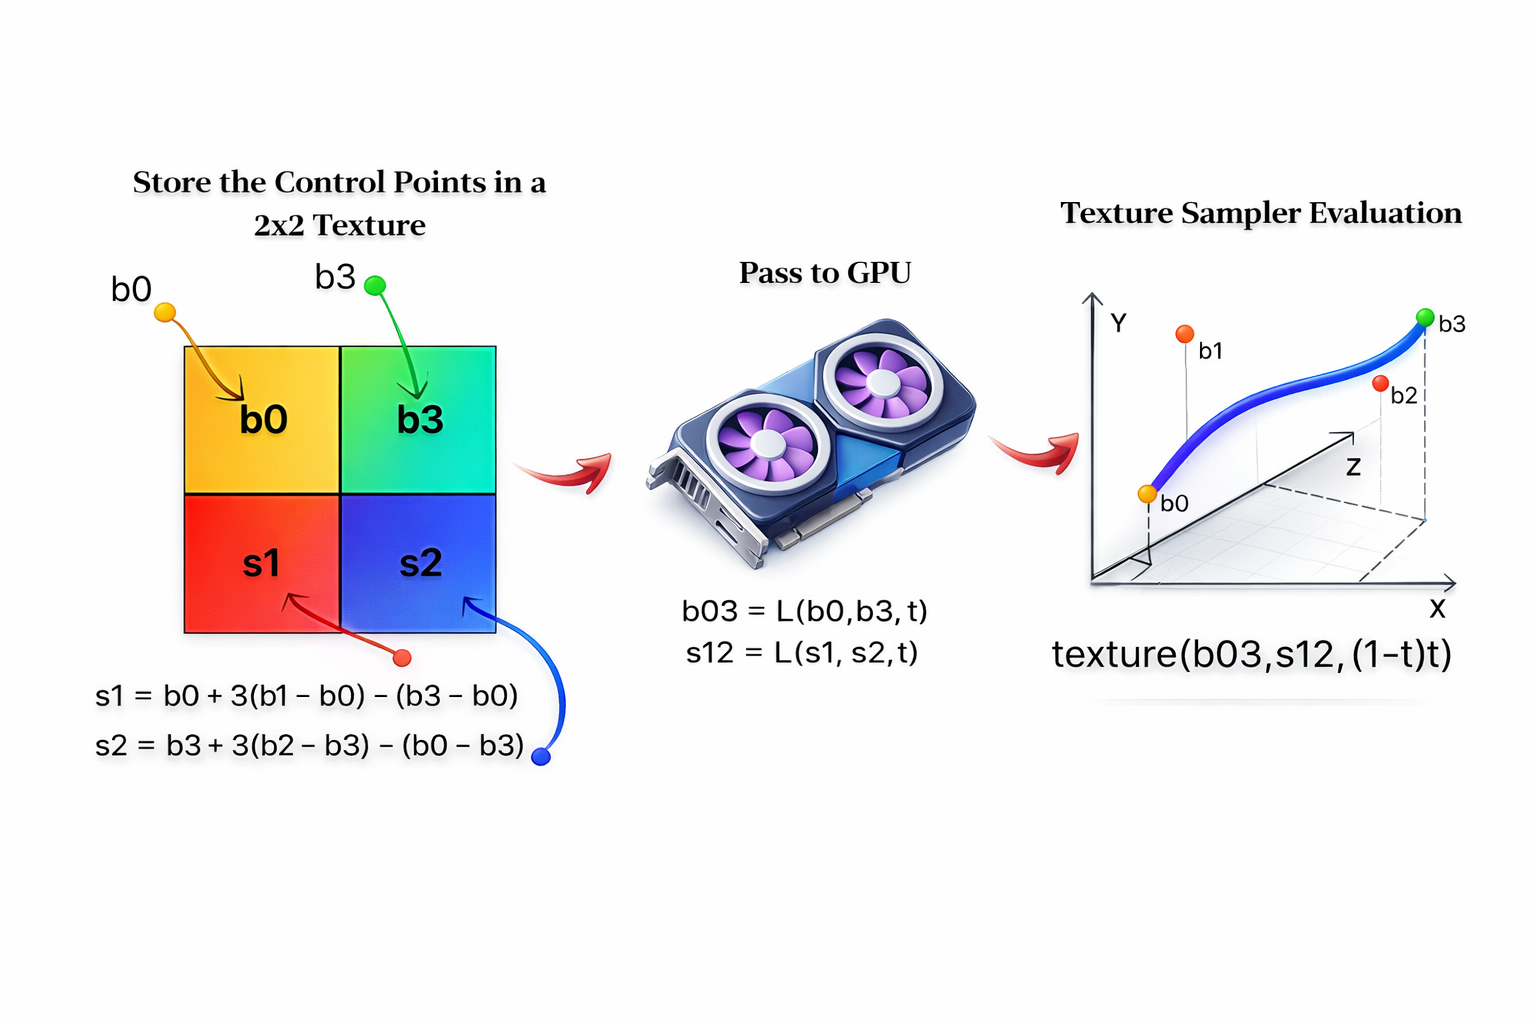 Store the Control Points in a
2x2 Texture
b0
b3
b0
b3
s1
s2
s1 = b0 + 3(b1 − b0) − (b3 − b0)
s2 = b3 + 3(b2 − b3) − (b0 − b3)
Pass to GPU
b03 = L(b0,b3, t)
s12 = L(s1, s2,t)
Texture Sampler Evaluation
Y
b1
b3
b2
Z
b0
X
texture(b03,s12, (1−t)t)